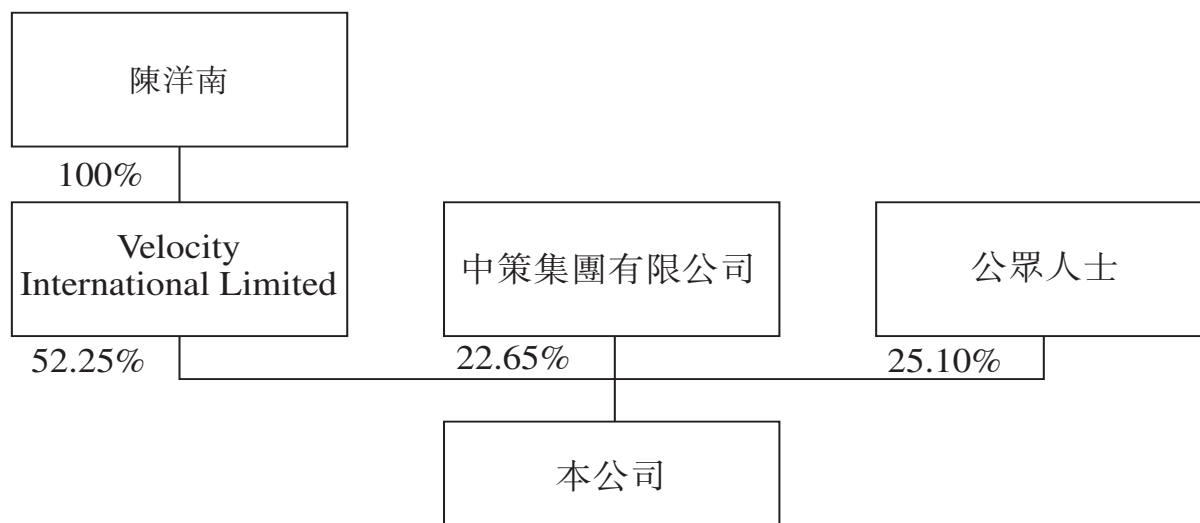 陳洋南
100%
Velocity
International Limited
中策集團有限公司
公眾人士
52.25%
22.65%
25.10%
本公司